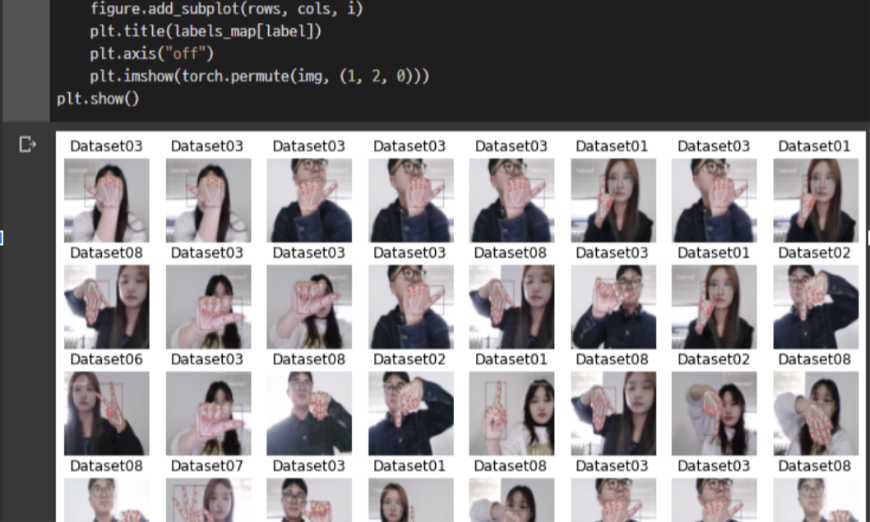 figure.add_subplot(rows, cols, i)
plt.title(labels_map[label])
plt.axis("off")
plt.imshow(torch.permute(img, (1, 2, 0)))
plt.show()
Dataset03 Dataset03 Dataset03 Dataset03 Dataset03 Dataset01 Dataset03 Dataset01
Dataset08 Dataset03 Dataset03 Dataset03 Dataset08 Dataset03 Dataset01 Dataset02
Dataset06 Dataset03 Dataset08 Dataset02 Dataset01 Dataset08 Dataset02 Dataset08
Dataset08 Dataset07 Dataset03 Dataset01 Dataset08 Dataset03 Dataset03 Dataset08